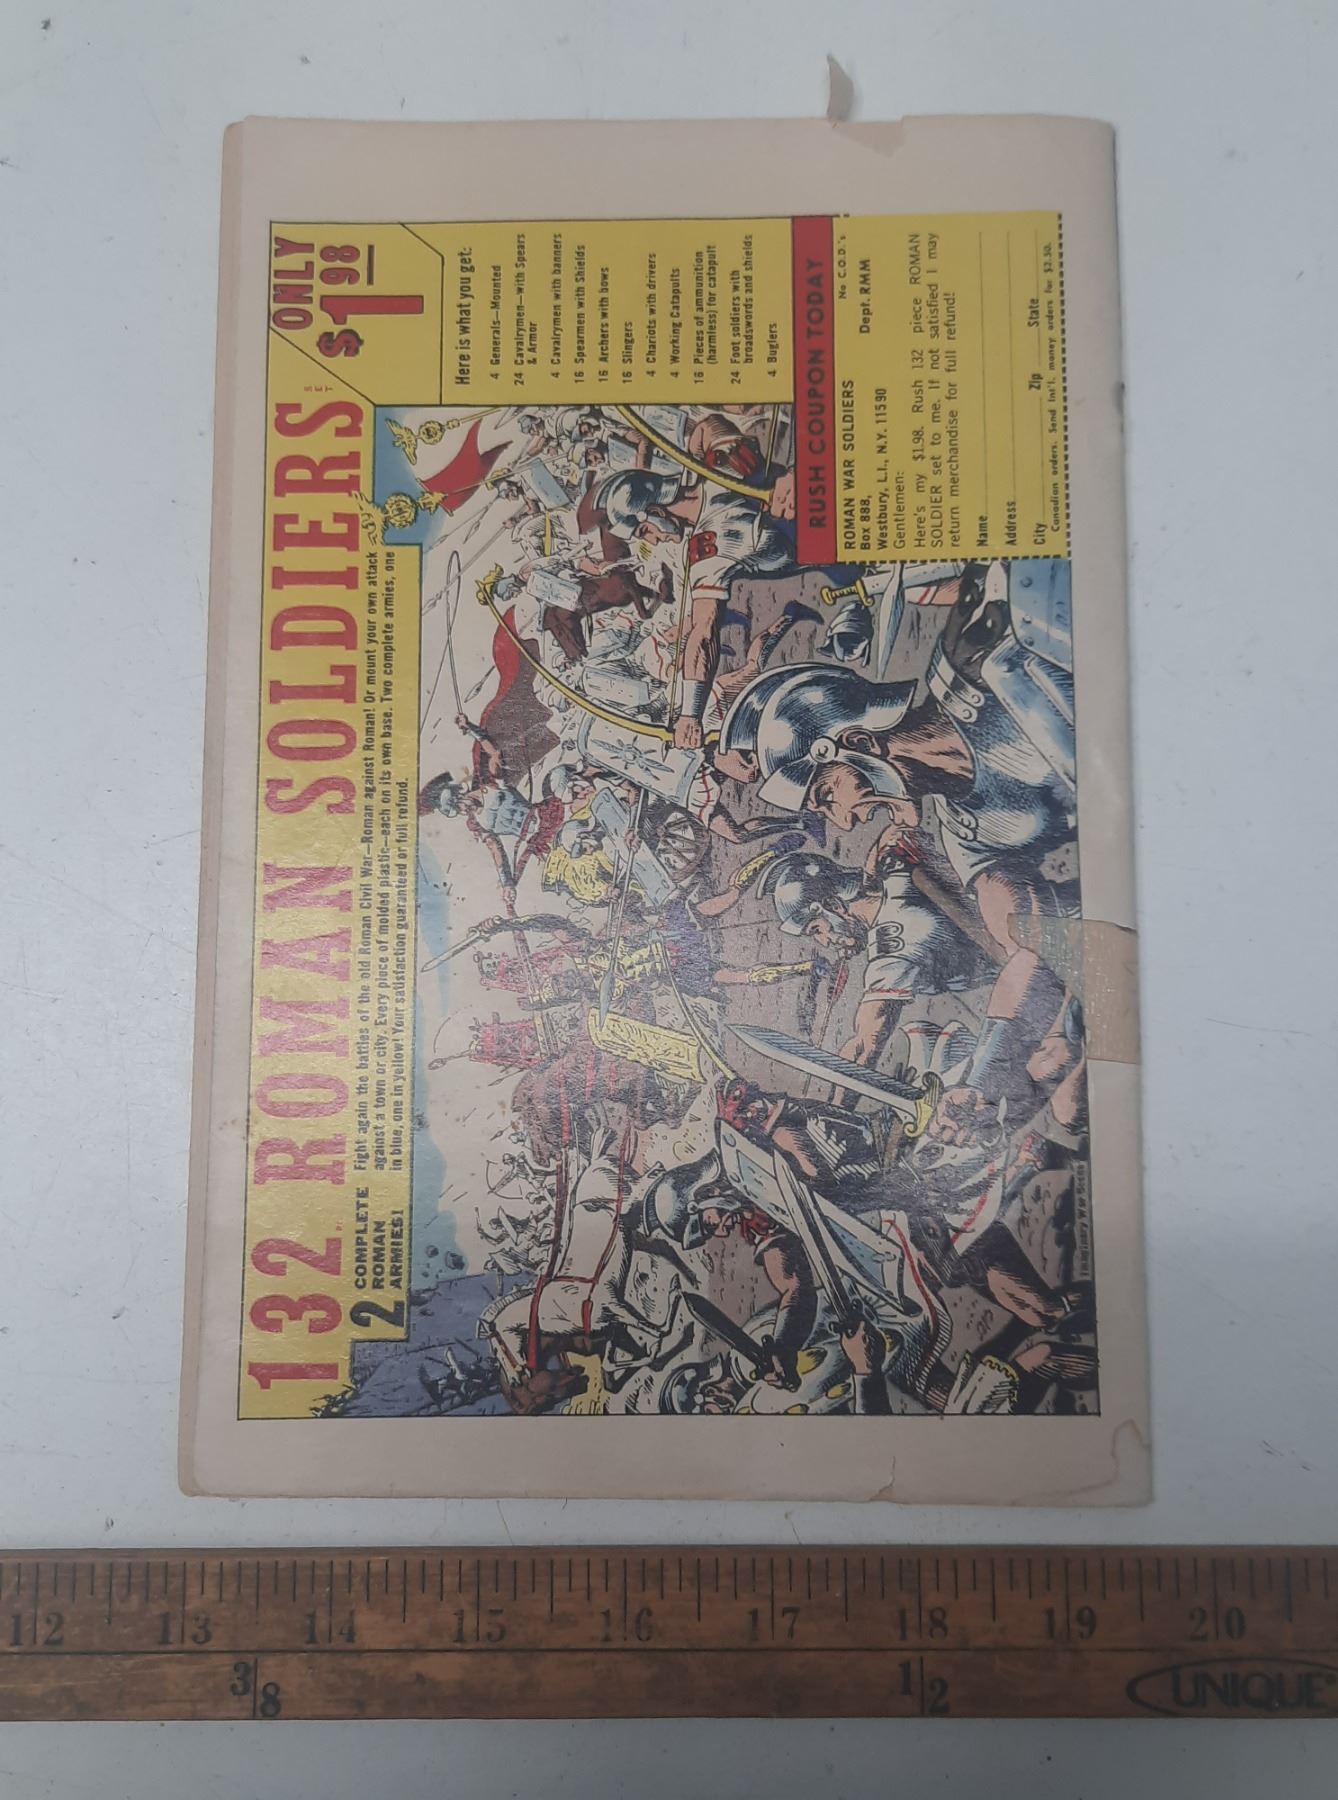 132 PC. ROMAN SOLDIERS SET
ONLY
$1.98
2 COMPLETE
ROMAN
ARMIES!
Fight again the battles of the old Roman Civil War—Roman against Roman! Or mount your own attack
against a town or city. Every piece of molded plastic—each on its own base. Two complete armies, one
in blue, one in yellow! Your satisfaction guaranteed or full refund.
Here is what you get:
4 Generals—Mounted
24 Cavalrymen—with Spears
& Armor
4 Cavalrymen with banners
16 Spearmen with Shields
16 Archers with bows
16 Slingers
4 Chariots with drivers
4 Working Catapults
16 Pieces of ammunition
(harmless) for catapult
24 Foot soldiers with
broadswords and shields
4 Buglers
RUSH COUPON TODAY
No C.O.D.'s
ROMAN WAR SOLDIERS
Box 888, Dept. RMM
Westbury, L.I., N.Y. 11590
Gentlemen:
Here's my $1.98. Rush 132 piece ROMAN
SOLDIER set to me. If not satisfied I may
return merchandise for full refund!
Name
Address
City Zip State
Canadian orders. Send Int'l. money orders for $2.50.
Imaginary War Scene
12 13 14 15 16 17 18 19 20
3/8 1/2 UNIQUE